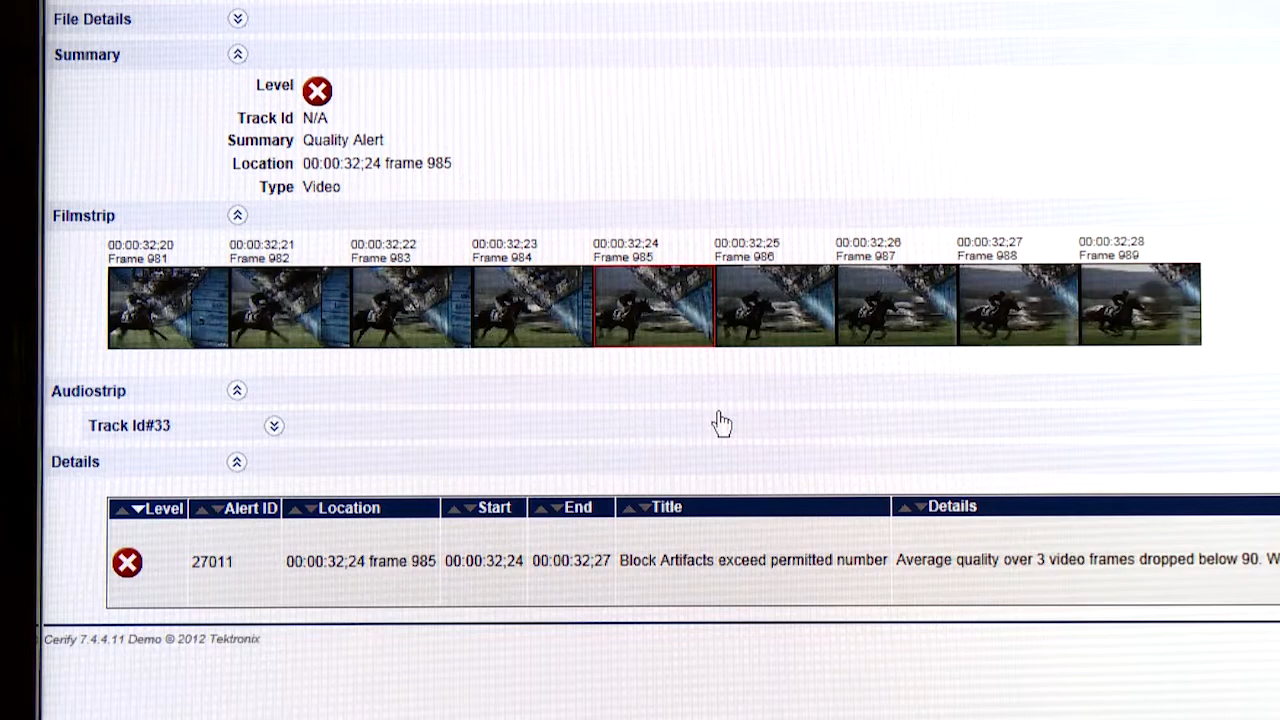 File Details
Summary
Level
Track Id N/A
Summary Quality Alert
Location 00:00:32;24 frame 985
Type Video
Filmstrip
00:00:32;20 00:00:32;21 00:00:32;22 00:00:32;23 00:00:32;24 00:00:32;25 00:00:32;26 00:00:32;27 00:00:32;28
Frame 981 Frame 982 Frame 983 Frame 984 Frame 985 Frame 986 Frame 987 Frame 988 Frame 989
Audiostrip
Track Id#33
Details
Level Alert ID Location Start End Title Details
27011 00:00:32;24 frame 985 00:00:32;24 00:00:32;27 Block Artifacts exceed permitted number Average quality over 3 video frames dropped below 90. W
Cerify 7.4.4.11 Demo © 2012 Tektronix